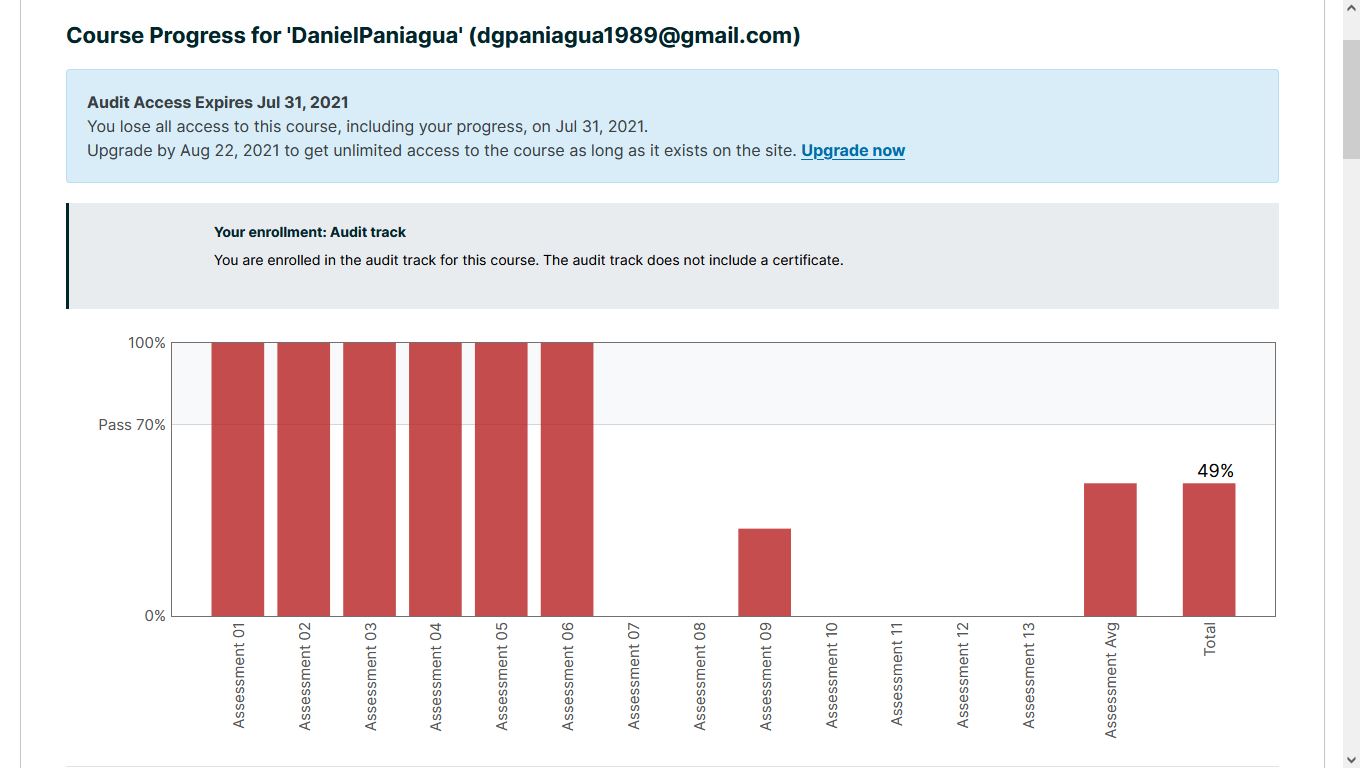 Course Progress for 'DanielPaniagua' (dgpaniagua1989@gmail.com)
Audit Access Expires Jul 31, 2021
You lose all access to this course, including your progress, on Jul 31, 2021.
Upgrade by Aug 22, 2021 to get unlimited access to the course as long as it exists on the site. Upgrade now
Your enrollment: Audit track
You are enrolled in the audit track for this course. The audit track does not include a certificate.
100%
Pass 70%
49%
0%
Assessment 01
Assessment 02
Assessment 03
Assessment 04
Assessment 05
Assessment 06
Assessment 07
Assessment 08
Assessment 09
Assessment 10
Assessment 11
Assessment 12
Assessment 13
Assessment Avg
Total